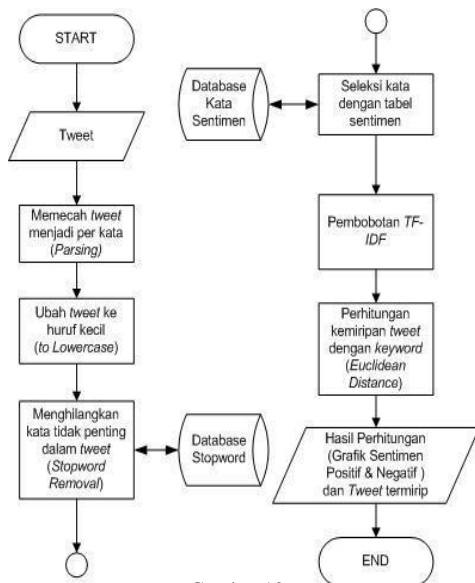 START
Tweet
Memecah tweet
menjadi per kata
(Parsing)
Ubah tweet ke
huruf kecil
(to Lowercase)
Menghilangkan
kata tidak penting
dalam tweet
(Stopword
Removal)
Database
Stopword
Database
Kata
Sentimen
Seleksi kata
dengan tabel
sentimen
Pembobotan TF-
IDF
Perhitungan
kemiripan tweet
dengan keyword
(Euclidean
Distance)
Hasil Perhitungan
(Grafik Sentimen
Positif & Negatif )
dan Tweet termirip
END